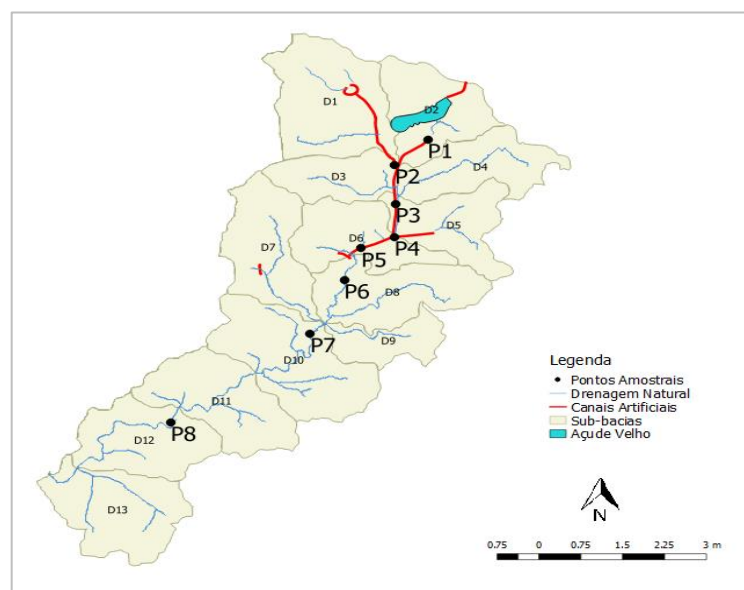 D1
D2
P1
P2
D4
D3
P3
D5
P4
D6
P5
D7
P6
D8
P7
D9
D10
D11
P8
D12
D13
Legenda
Pontos Amostrais
Drenagem Natural
Canais Artificiais
Sub-bacias
Açude Velho
N
0.75 0 0.75 1.5 2.25 3 m